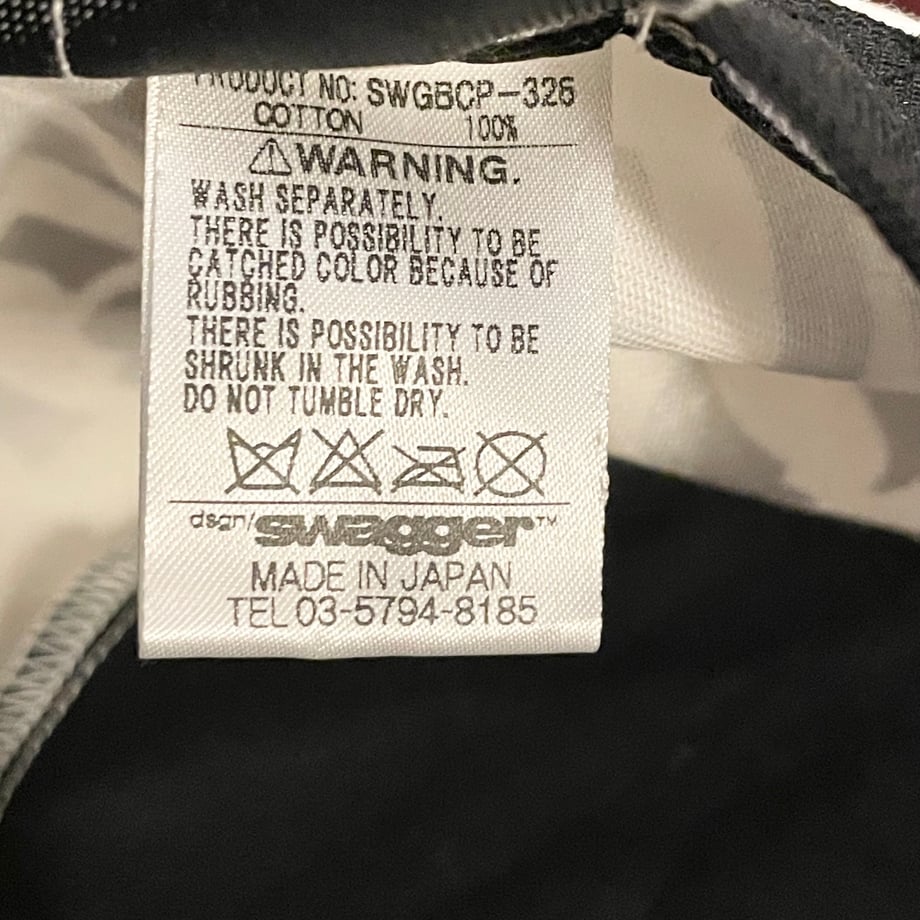 PRODUCT NO: SWGBCP-326
COTTON 100%
⚠WARNING.
WASH SEPARATELY.
THERE IS POSSIBILITY TO BE
CATCHED COLOR BECAUSE OF
RUBBING.
THERE IS POSSIBILITY TO BE
SHRUNK IN THE WASH.
DO NOT TUMBLE DRY.
dsgn/swagger™
MADE IN JAPAN
TEL 03-5794-8185